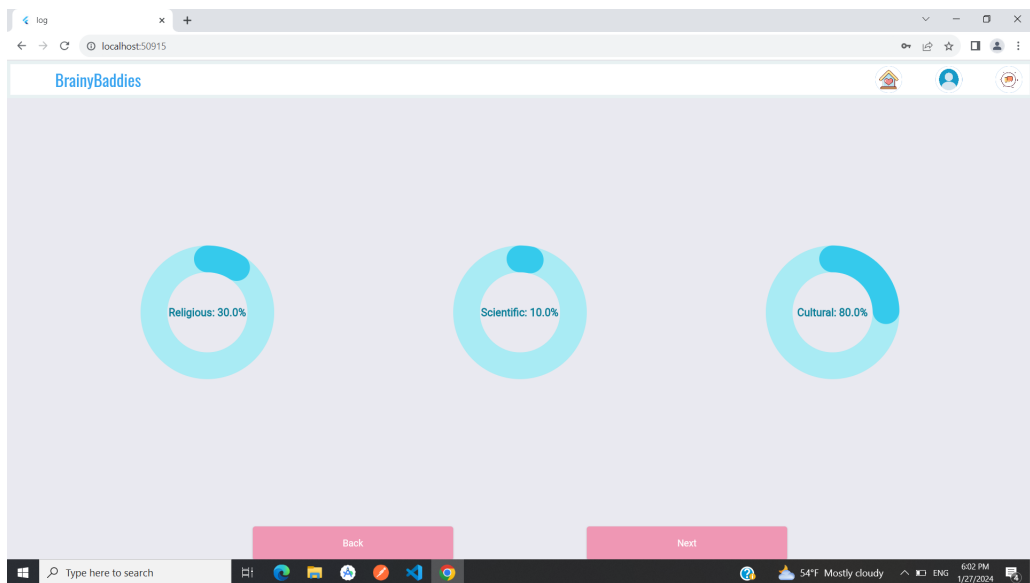 log
localhost:50915
BrainyBaddies
Religious: 30.0%
Scientific: 10.0%
Cultural: 80.0%
Back
Next
Type here to search
54°F Mostly cloudy
ENG
6:02 PM
1/27/2024